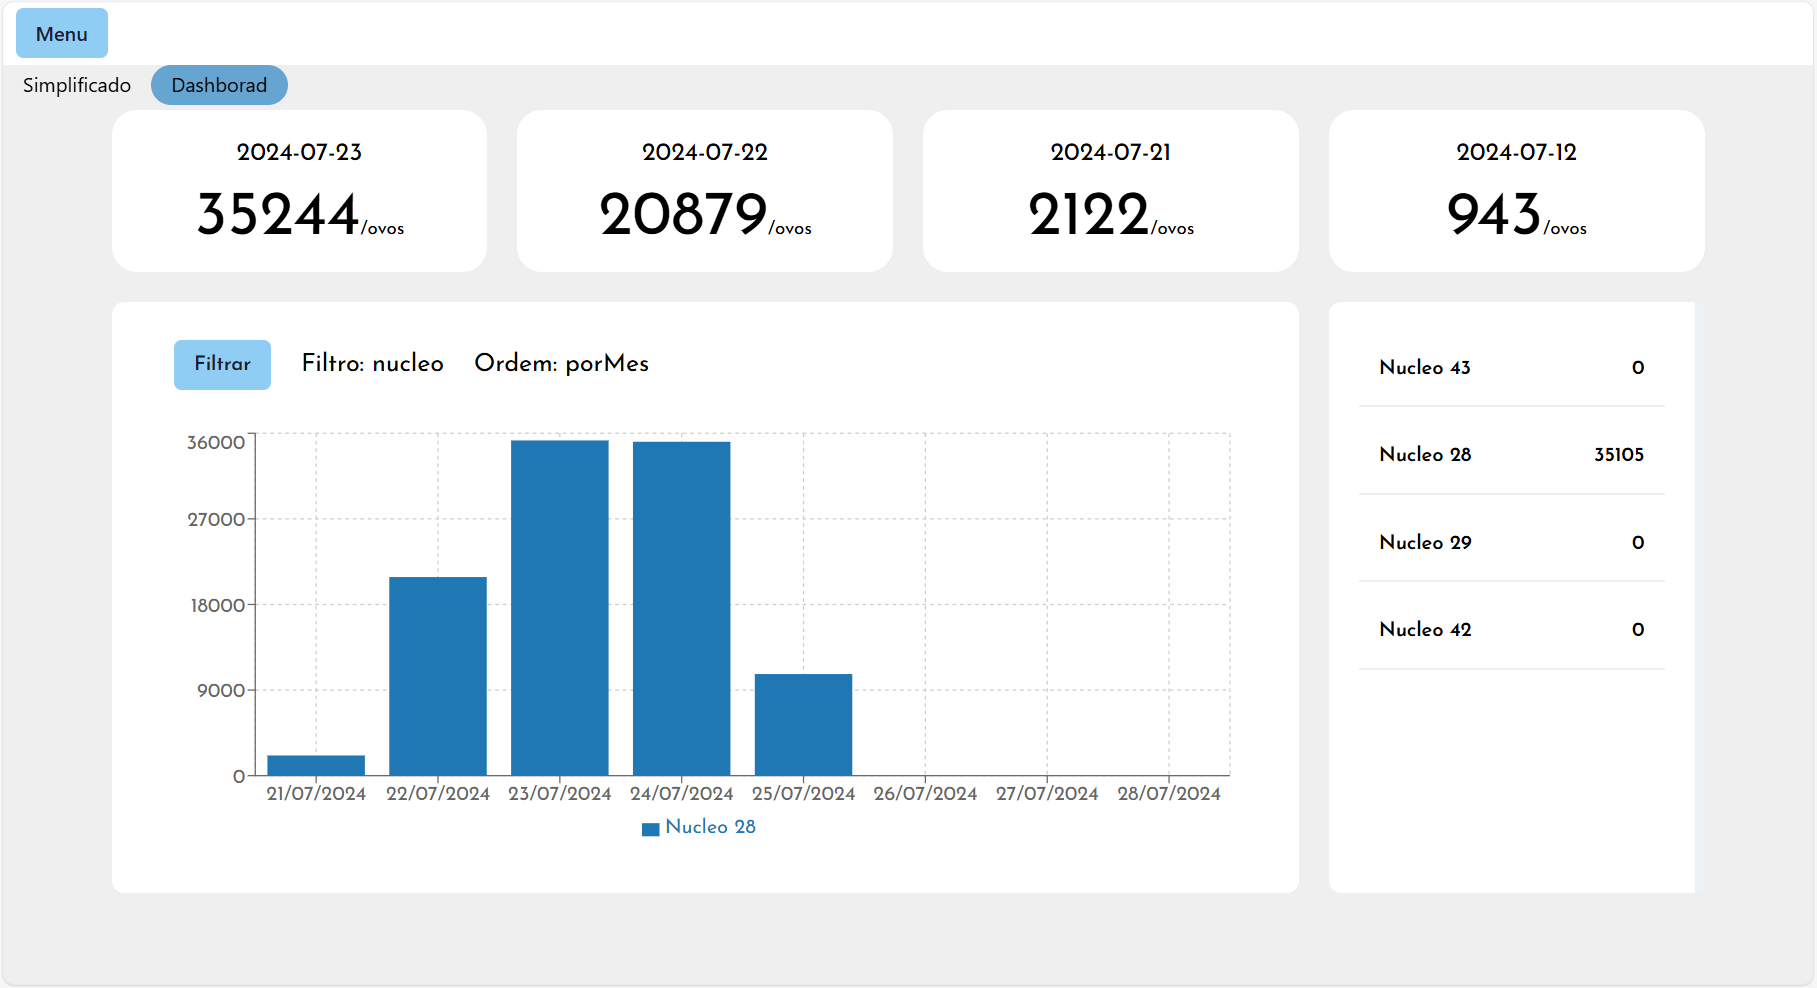 Menu
Simplificado Dashborad
2024-07-23
35244/ovos
2024-07-22
20879/ovos
2024-07-21
2122/ovos
2024-07-12
943/ovos
Filtrar Filtro: nucleo Ordem: porMes
36000
27000
18000
9000
0
21/07/2024 22/07/2024 23/07/2024 24/07/2024 25/07/2024 26/07/2024 27/07/2024 28/07/2024
Nucleo 28
Nucleo 43 0
Nucleo 28 35105
Nucleo 29 0
Nucleo 42 0